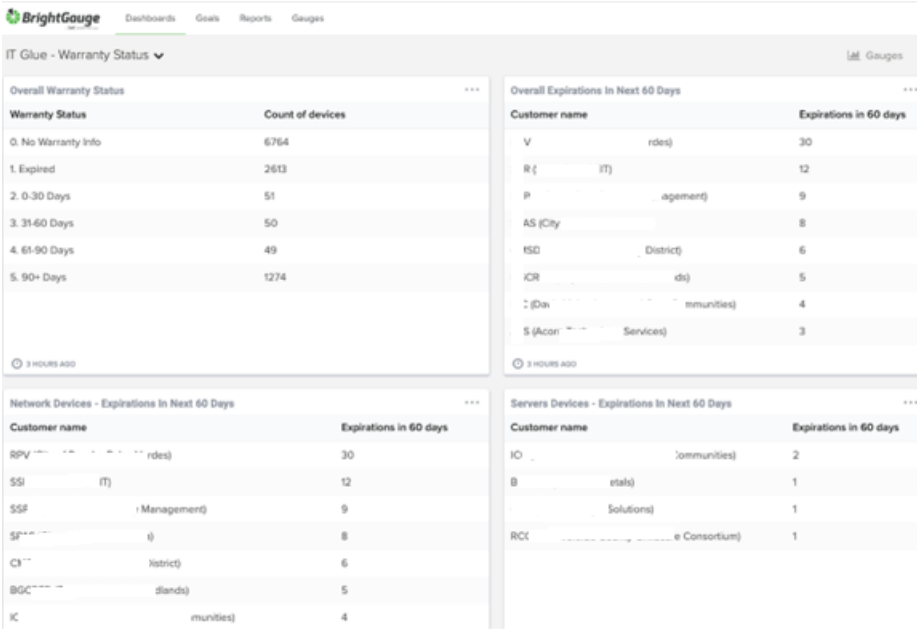 BrightGauge Dashboards Goals Reports Gauges
IT Glue - Warranty Status
Gauges
Overall Warranty Status
Warranty Status Count of devices
0. No Warranty Info 6764
1. Expired 2613
2. 0-30 Days 51
3. 31-60 Days 50
4. 61-90 Days 49
5. 90+ Days 1274
3 HOURS AGO
Overall Expirations In Next 60 Days
Customer name Expirations in 60 days
V rdes) 30
R ( IT) 12
agement) 9
AS (City 8
District) 6
ds) 5
mmunities) 4
S (Acor Services) 3
3 HOURS AGO
Network Devices - Expirations In Next 60 Days
Customer name Expirations in 60 days
RPV rdes) 30
SSI IT) 12
SSF Management) 9
8
istrict) 6
BGC dlands) 5
IC munities) 4
Servers Devices - Expirations In Next 60 Days
Customer name Expirations in 60 days
IC ommunities) 2
B etals) 1
Solutions) 1
RCC e Consortium) 1